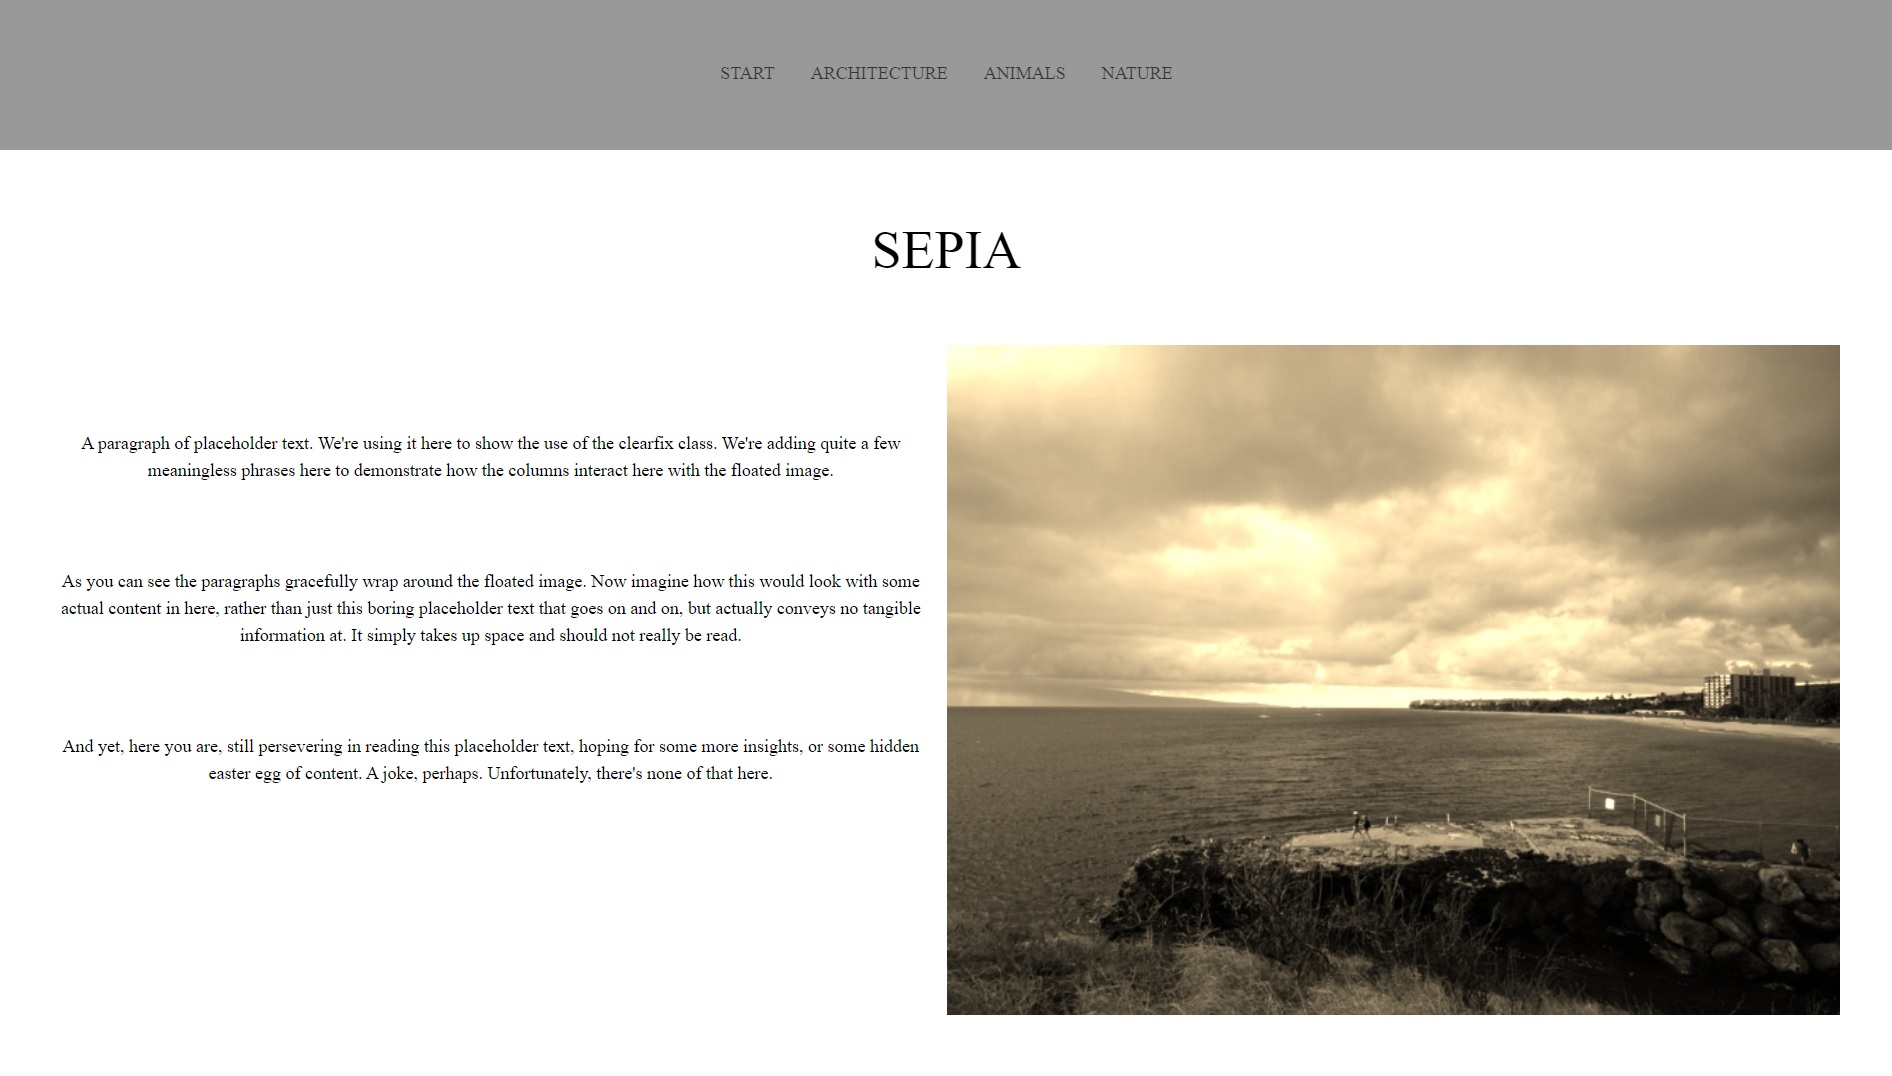 START ARCHITECTURE ANIMALS NATURE
SEPIA
A paragraph of placeholder text. We're using it here to show the use of the clearfix class. We're adding quite a few
meaningless phrases here to demonstrate how the columns interact here with the floated image.
As you can see the paragraphs gracefully wrap around the floated image. Now imagine how this would look with some
actual content in here, rather than just this boring placeholder text that goes on and on, but actually conveys no tangible
information at. It simply takes up space and should not really be read.
And yet, here you are, still persevering in reading this placeholder text, hoping for some more insights, or some hidden
easter egg of content. A joke, perhaps. Unfortunately, there's none of that here.